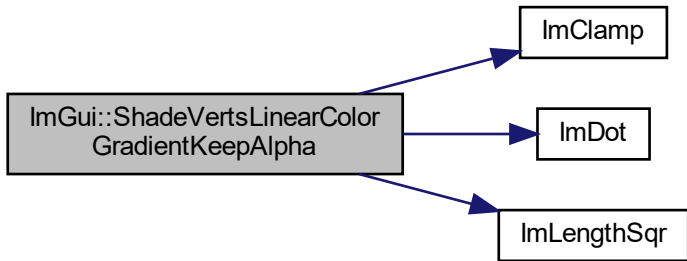 ImClamp
ImGui::ShadeVertsLinearColor
GradientKeepAlpha
ImDot
ImLengthSqr